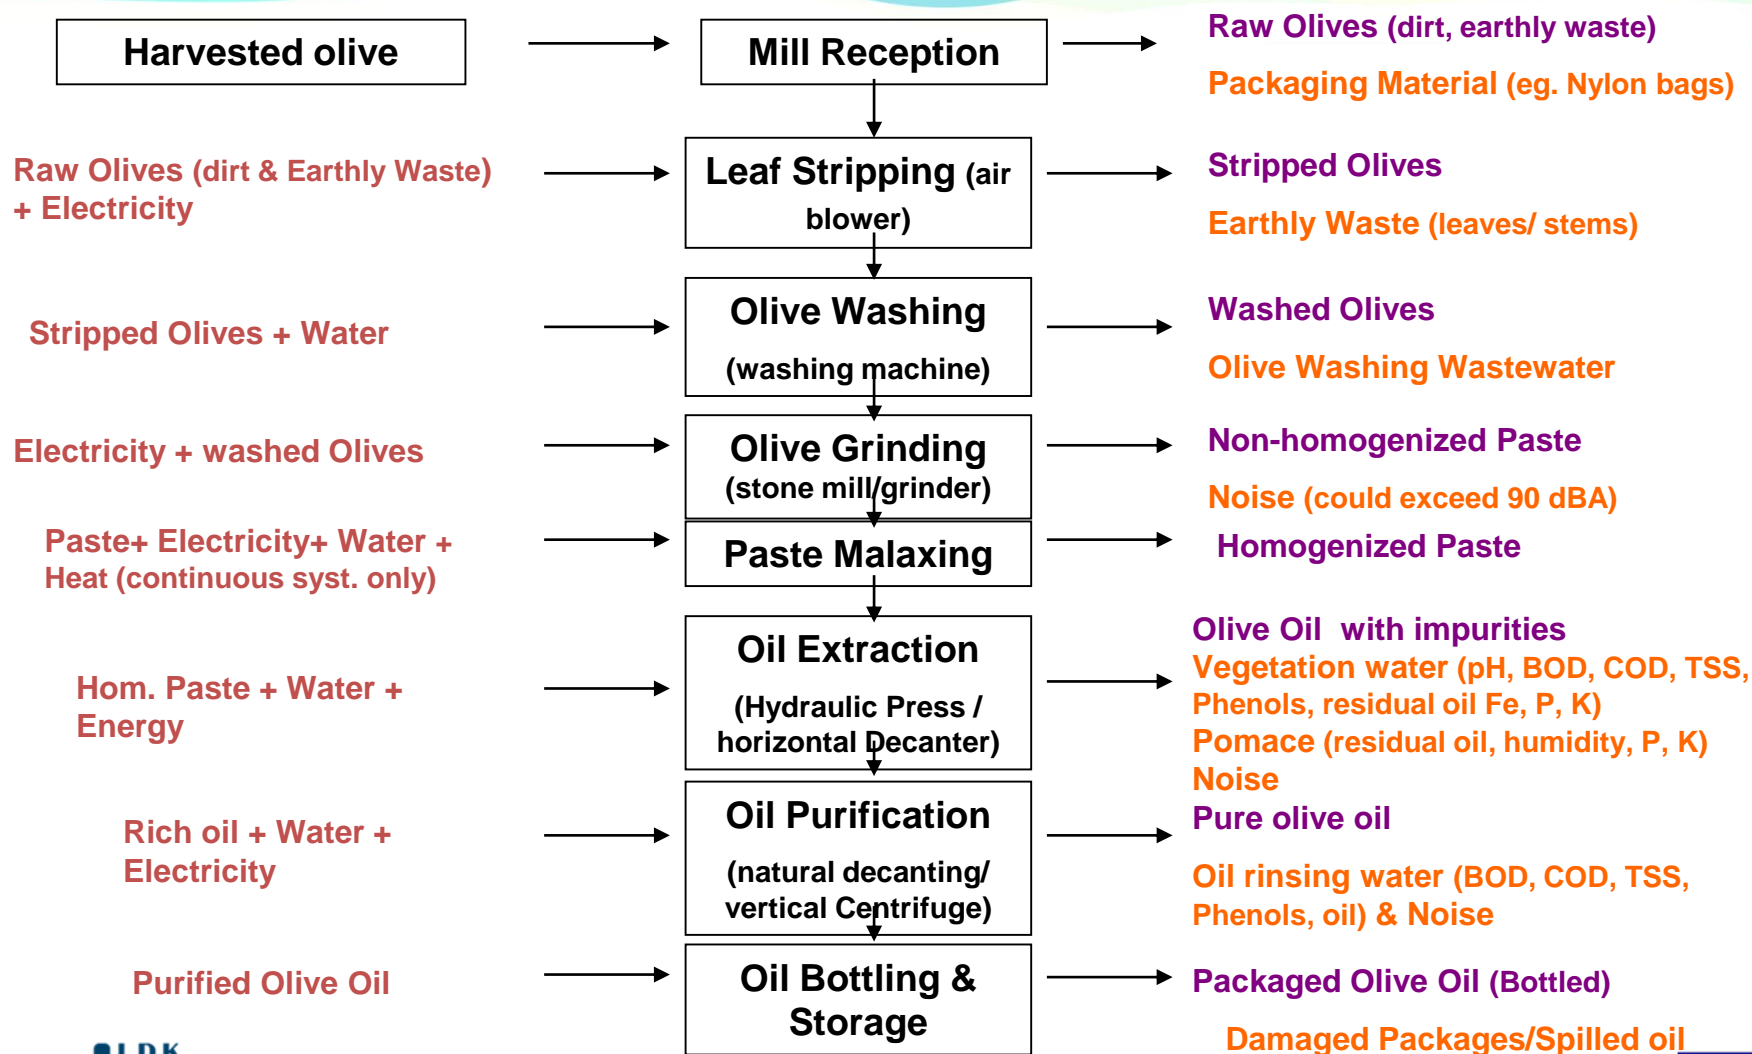 Harvested olive
Mill Reception
Raw Olives (dirt, earthly waste)
Packaging Material (eg. Nylon bags)
Raw Olives (dirt & Earthly Waste)
+ Electricity
Leaf Stripping (air
blower)
Stripped Olives
Earthly Waste (leaves/ stems)
Stripped Olives + Water
Olive Washing
(washing machine)
Washed Olives
Olive Washing Wastewater
Electricity + washed Olives
Olive Grinding
(stone mill/grinder)
Non-homogenized Paste
Noise (could exceed 90 dBA)
Paste+ Electricity+ Water +
Heat (continuous syst. only)
Paste Malaxing
Homogenized Paste
Hom. Paste + Water +
Energy
Oil Extraction
(Hydraulic Press /
horizontal Decanter)
Olive Oil with impurities
Vegetation water (pH, BOD, COD, TSS,
Phenols, residual oil Fe, P, K)
Pomace (residual oil, humidity, P, K)
Noise
Rich oil + Water +
Electricity
Oil Purification
(natural decanting/
vertical Centrifuge)
Pure olive oil
Oil rinsing water (BOD, COD, TSS,
Phenols, oil) & Noise
Purified Olive Oil
Oil Bottling &
Storage
Packaged Olive Oil (Bottled)
Damaged Packages/Spilled oil